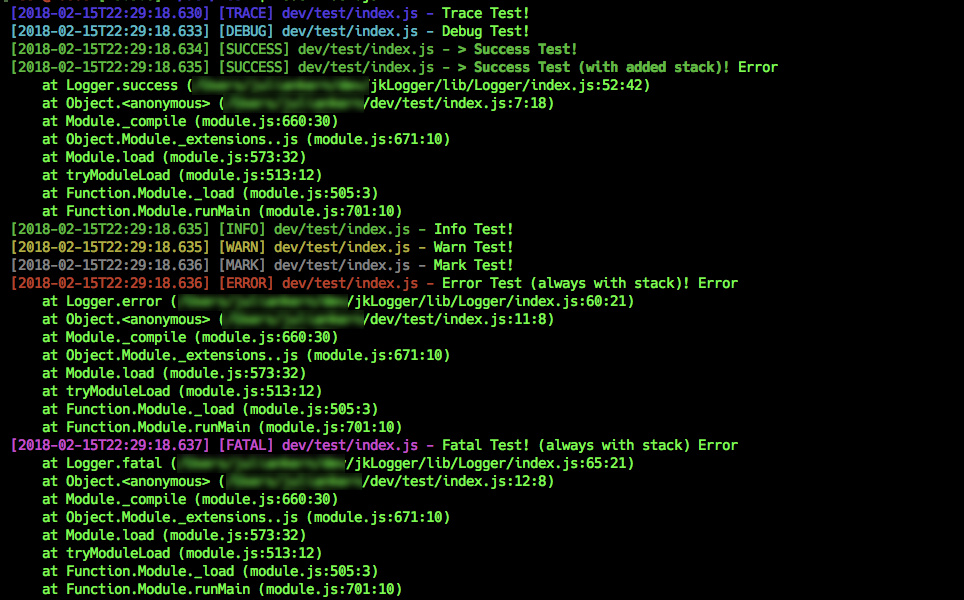 [2018-02-15T22:29:18.630] [TRACE] dev/test/index.js - Trace Test!
[2018-02-15T22:29:18.633] [DEBUG] dev/test/index.js - Debug Test!
[2018-02-15T22:29:18.634] [SUCCESS] dev/test/index.js - > Success Test!
[2018-02-15T22:29:18.635] [SUCCESS] dev/test/index.js - > Success Test (with added stack)! Error
at Logger.success (/jkLogger/lib/Logger/index.js:52:42)
at Object.<anonymous> (/dev/test/index.js:7:18)
at Module._compile (module.js:660:30)
at Object.Module._extensions..js (module.js:671:10)
at Module.load (module.js:573:32)
at tryModuleLoad (module.js:513:12)
at Function.Module._load (module.js:505:3)
at Function.Module.runMain (module.js:701:10)
[2018-02-15T22:29:18.635] [INFO] dev/test/index.js - Info Test!
[2018-02-15T22:29:18.635] [WARN] dev/test/index.js - Warn Test!
[2018-02-15T22:29:18.636] [MARK] dev/test/index.js - Mark Test!
[2018-02-15T22:29:18.636] [ERROR] dev/test/index.js - Error Test (always with stack)! Error
at Logger.error (/jkLogger/lib/Logger/index.js:60:21)
at Object.<anonymous> (/dev/test/index.js:11:8)
at Module._compile (module.js:660:30)
at Object.Module._extensions..js (module.js:671:10)
at Module.load (module.js:573:32)
at tryModuleLoad (module.js:513:12)
at Function.Module._load (module.js:505:3)
at Function.Module.runMain (module.js:701:10)
[2018-02-15T22:29:18.637] [FATAL] dev/test/index.js - Fatal Test! (always with stack) Error
at Logger.fatal (/jkLogger/lib/Logger/index.js:65:21)
at Object.<anonymous> (/dev/test/index.js:12:8)
at Module._compile (module.js:660:30)
at Object.Module._extensions..js (module.js:671:10)
at Module.load (module.js:573:32)
at tryModuleLoad (module.js:513:12)
at Function.Module._load (module.js:505:3)
at Function.Module.runMain (module.js:701:10)